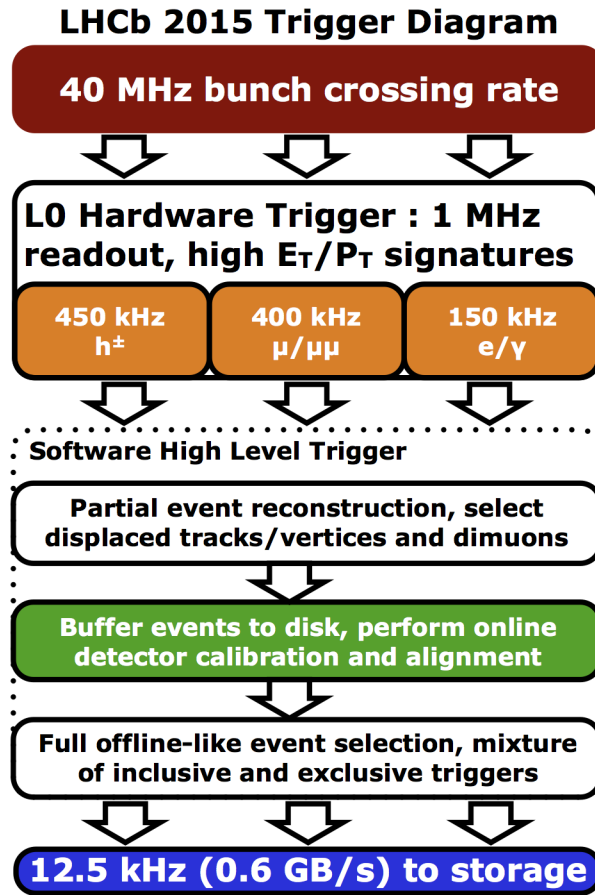 LHCb 2015 Trigger Diagram
40 MHz bunch crossing rate
L0 Hardware Trigger : 1 MHz
readout, high E_T/P_T signatures
450 kHz
h±
400 kHz
μ/μμ
150 kHz
e/γ
Software High Level Trigger
Partial event reconstruction, select
displaced tracks/vertices and dimuons
Buffer events to disk, perform online
detector calibration and alignment
Full offline-like event selection, mixture
of inclusive and exclusive triggers
12.5 kHz (0.6 GB/s) to storage